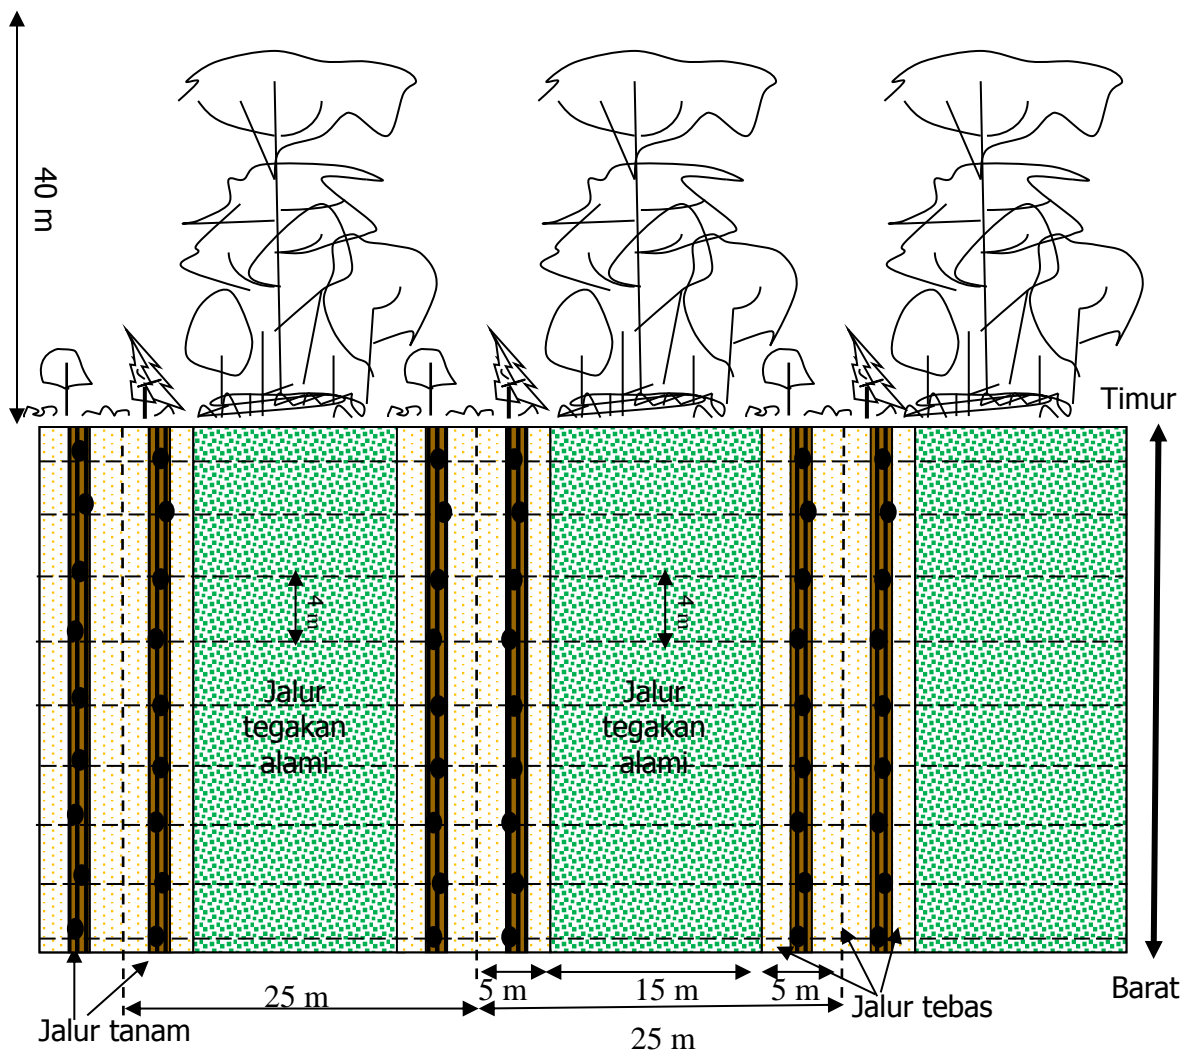 40 m
Timur
4 m
4 m
Jalur
tegakan
alami
Jalur
tegakan
alami
25 m
5 m
15 m
5 m
Barat
Jalur tebas
Jalur tanam
25 m